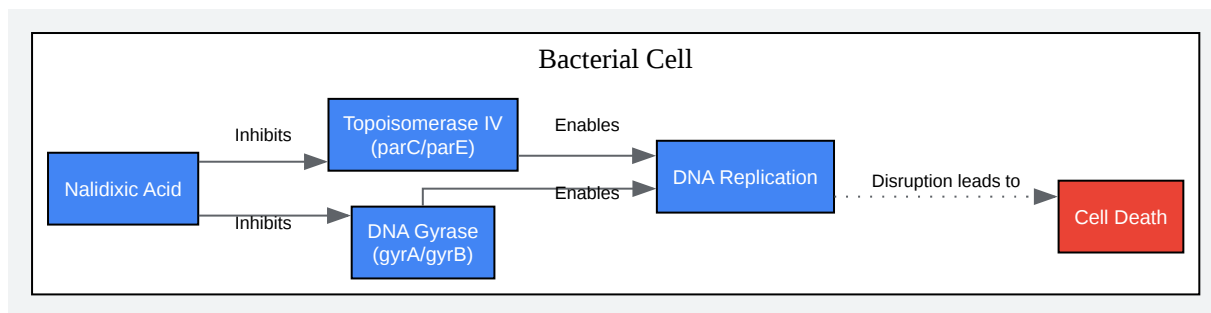 Bacterial Cell
Nalidixic Acid
Inhibits
Inhibits
Topoisomerase IV
(parC/parE)
DNA Gyrase
(gyrA/gyrB)
Enables
Enables
DNA Replication
Disruption leads to
Cell Death